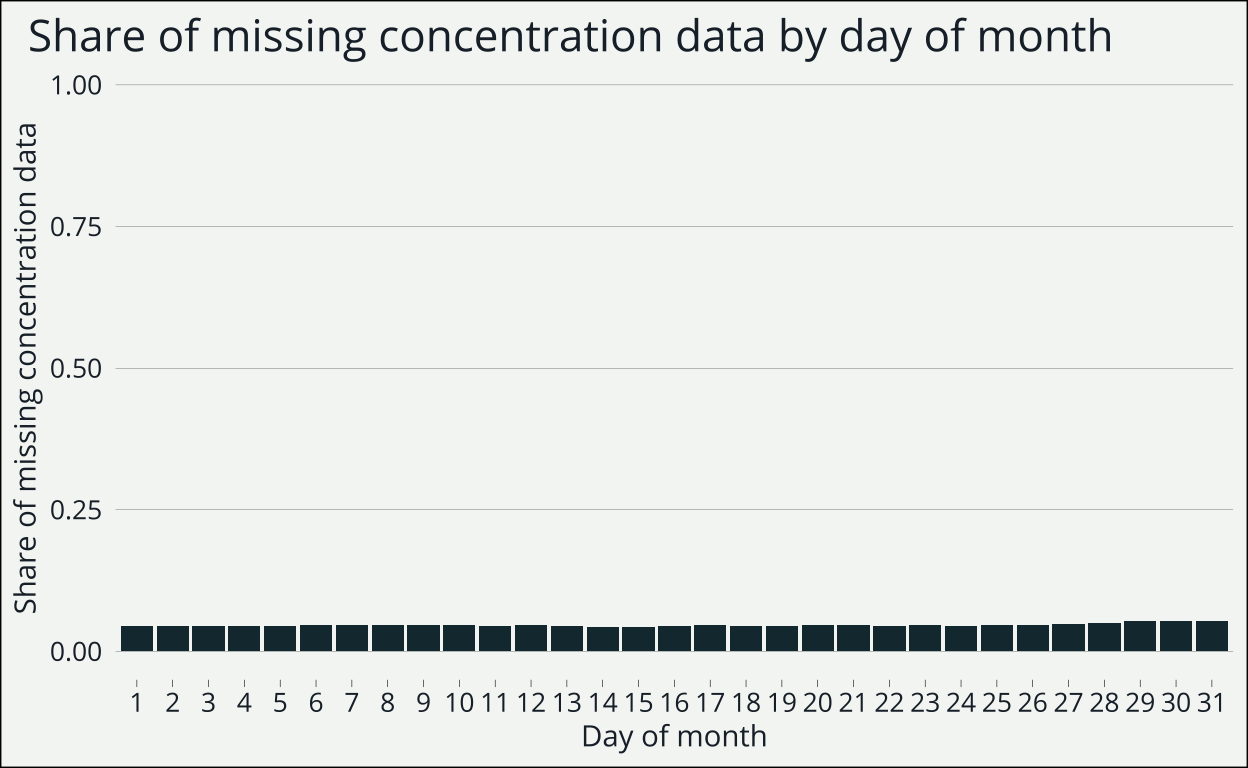 Share of missing concentration data by day of month
Share of missing concentration data
1.00
0.75
0.50
0.25
0.00
1 2 3 4 5 6 7 8 9 10 11 12 13 14 15 16 17 18 19 20 21 22 23 24 25 26 27 28 29 30 31
Day of month